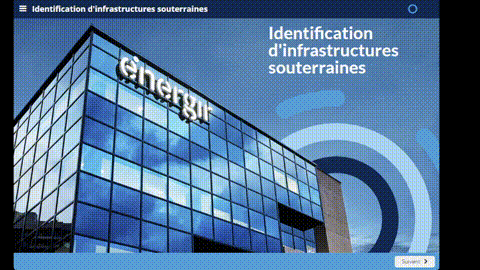 Identification d'infrastructures souterraines
Identification
d'infrastructures
souterraines
énergir
Suivant